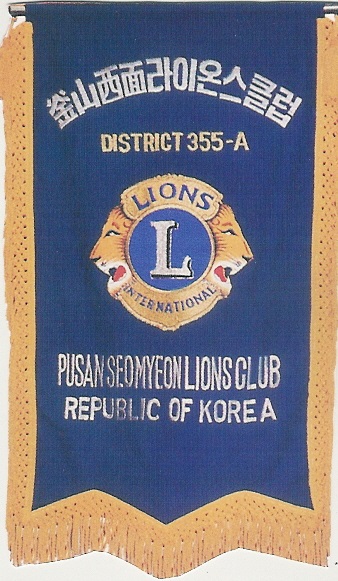 釜山西面라이온스클럽
DISTRICT 355-A
LIONS
L
INTERNATIONAL
PUSAN SEOMYEON LIONS CLUB
REPUBLIC OF KOREA